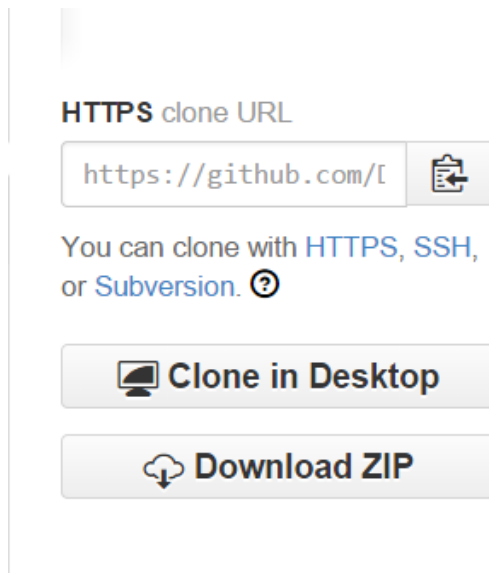 HTTPS clone URL
https://github.com/
You can clone with HTTPS, SSH,
or Subversion.
Clone in Desktop
Download ZIP